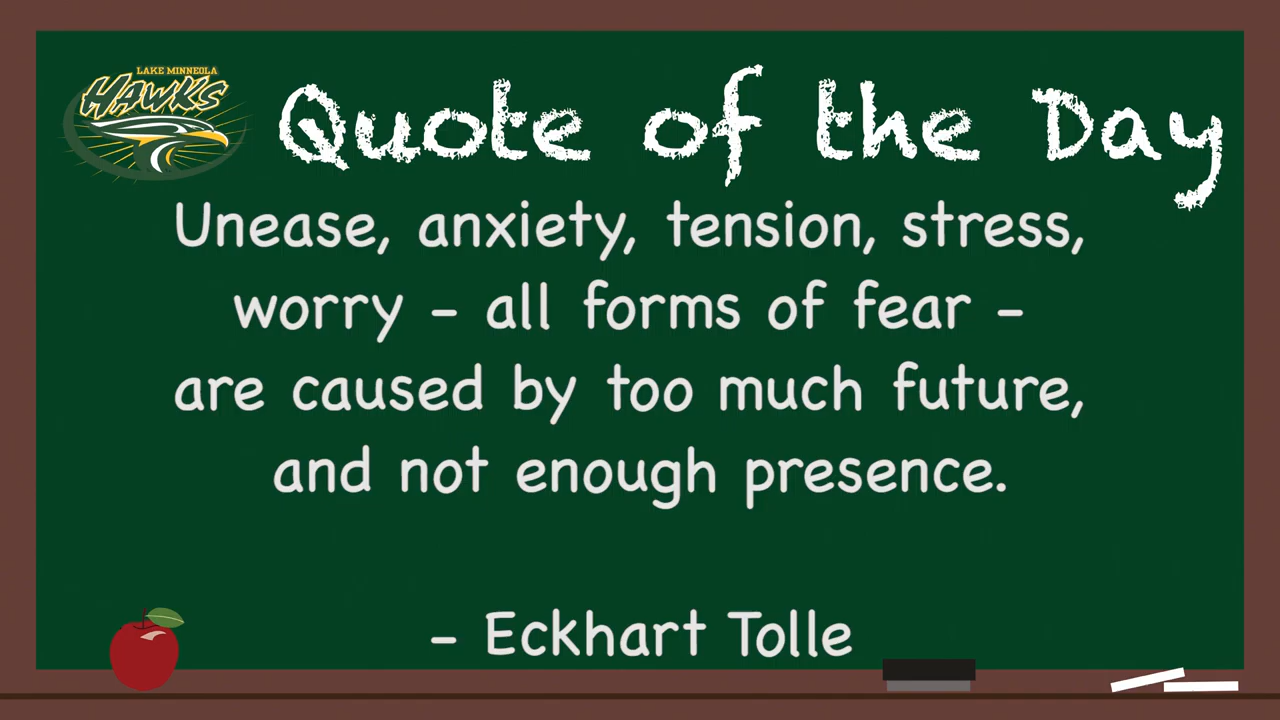 LAKE MINNEOLA
HAWKS
Quote of the Day
Unease, anxiety, tension, stress,
worry – all forms of fear –
are caused by too much future,
and not enough presence.
– Eckhart Tolle